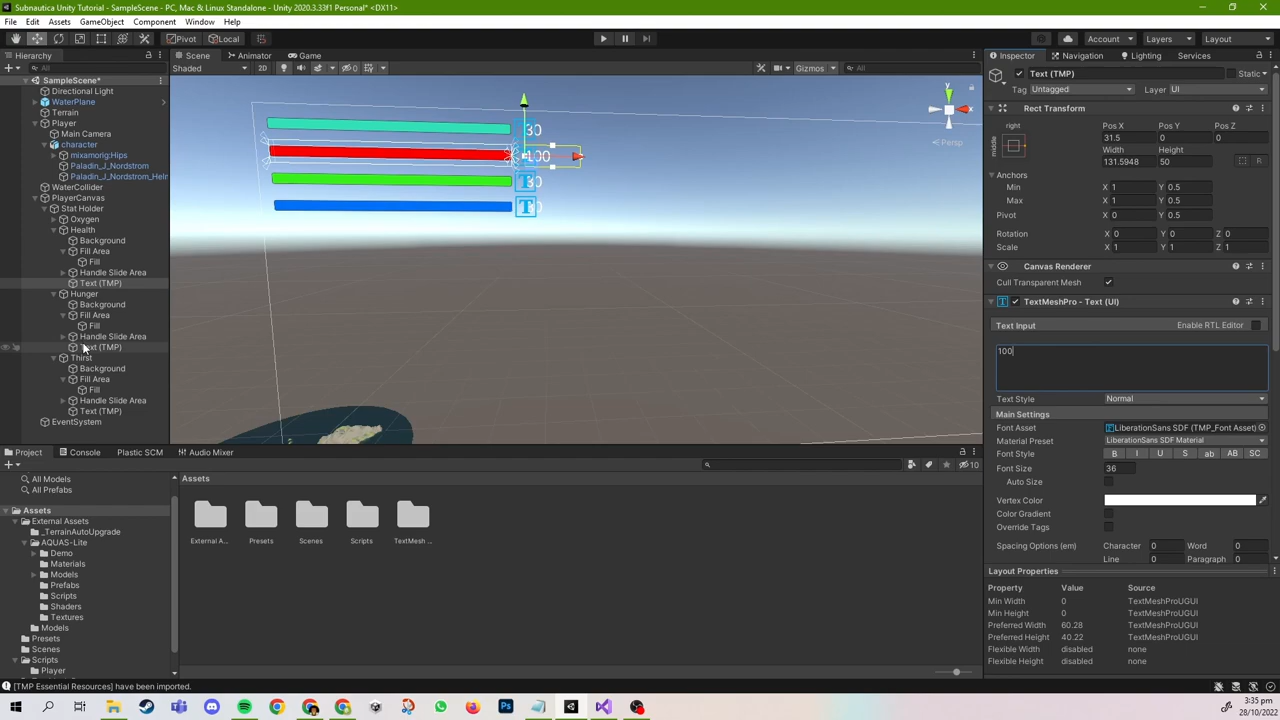 Subnautica Unity Tutorial - SampleScene - PC, Mac & Linux Standalone - Unity 2020.3.33f1 Personal* <DX11>
File Edit Assets GameObject Component Window Help
Pivot Local Account Layers Layout
Hierarchy
Scene Animator Game
Inspector Navigation Lighting Services
All
Shaded 2D 0 Gizmos All
SampleScene*
Directional Light
WaterPlane
Terrain
Player
Main Camera
character
mixamorig:Hips
Paladin_J_Nordstrom
Paladin_J_Nordstrom_Helm
WaterCollider
PlayerCanvas
Stat Holder
Oxygen
Health
Background
Fill Area
Fill
Handle Slide Area
Text (TMP)
Hunger
Background
Fill Area
Fill
Handle Slide Area
Text (TMP)
Thirst
Background
Fill Area
Fill
Handle Slide Area
Text (TMP)
EventSystem
30
100
y
x
Persp
Text (TMP) Static
Tag Untagged Layer UI
Rect Transform
right Pos X Pos Y Pos Z
middle 31.5 0 0
Width Height
131.5948 50 R
Anchors
Min X 1 Y 0.5
Max X 1 Y 0.5
Pivot X 0 Y 0.5
Rotation X 0 Y 0 Z 0
Scale X 1 Y 1 Z 1
Canvas Renderer
Cull Transparent Mesh
TextMeshPro - Text (UI)
Text Input Enable RTL Editor
100
Text Style Normal
Main Settings
Font Asset LiberationSans SDF (TMP_Font Asset)
Material Preset LiberationSans SDF Material
Font Style B I U S ab AB SC
Font Size 36
Auto Size
Vertex Color
Color Gradient
Override Tags
Spacing Options (em) Character 0 Word 0
Line 0 Paragraph 0
Layout Properties
Property Value Source
Min Width 0 TextMeshProUGUI
Min Height 0 TextMeshProUGUI
Preferred Width 60.28 TextMeshProUGUI
Preferred Height 40.22 TextMeshProUGUI
Flexible Width disabled none
Flexible Height disabled none
Project Console Plastic SCM Audio Mixer
10
All Models
All Prefabs
Assets
External Assets
_TerrainAutoUpgrade
AQUAS-Lite
Demo
Materials
Models
Prefabs
Scripts
Shaders
Textures
Models
Presets
Scenes
Scripts
Player
Assets
External A... Presets Scenes Scripts TextMesh ...
[TMP Essential Resources] have been imported.
3:35 pm
28/10/2022